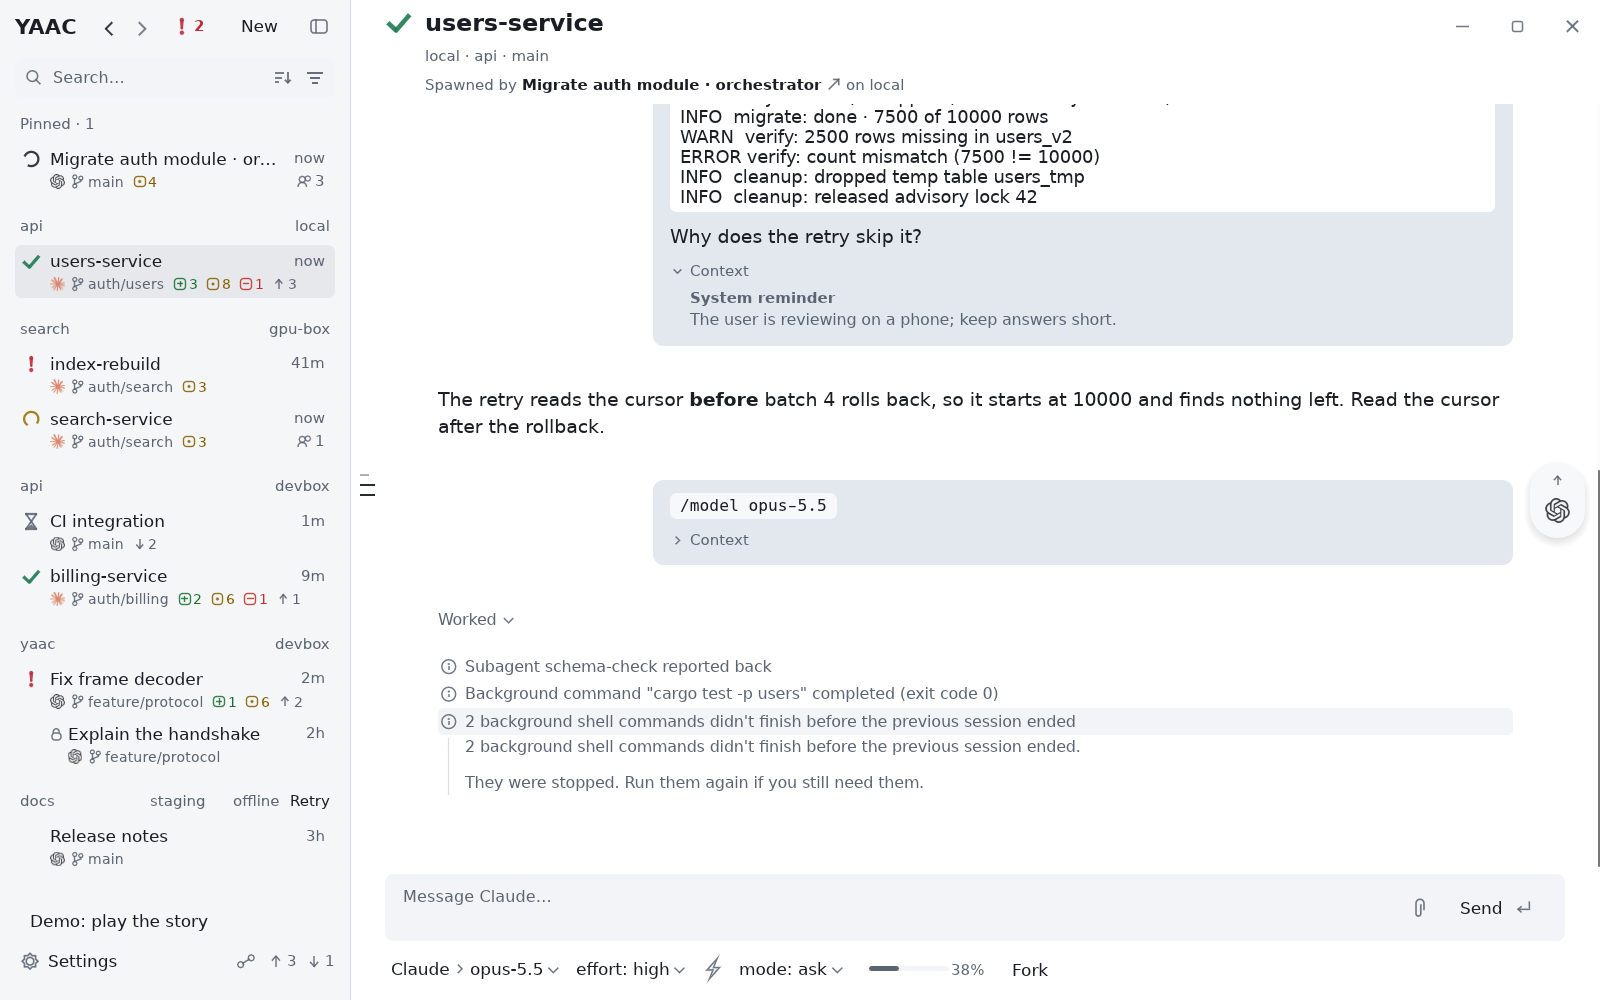 YAAC
2
New
Search...
Pinned · 1
Migrate auth module · or... now
main 4 3
api local
users-service now
auth/users 3 8 1 ↑3
search gpu-box
index-rebuild 41m
auth/search 3
search-service now
auth/search 3 1
api devbox
CI integration 1m
main ↓2
billing-service 9m
auth/billing 2 6 1 ↑1
yaac devbox
Fix frame decoder 2m
feature/protocol 1 6 ↑2
Explain the handshake 2h
feature/protocol
docs staging offline Retry
Release notes 3h
main
Demo: play the story
Settings ↑3 ↓1
users-service
local · api · main
Spawned by Migrate auth module · orchestrator ↗ on local
INFO migrate: done · 7500 of 10000 rows
WARN verify: 2500 rows missing in users_v2
ERROR verify: count mismatch (7500 != 10000)
INFO cleanup: dropped temp table users_tmp
INFO cleanup: released advisory lock 42
Why does the retry skip it?
Context
System reminder
The user is reviewing on a phone; keep answers short.
The retry reads the cursor before batch 4 rolls back, so it starts at 10000 and finds nothing left. Read the cursor
after the rollback.
/model opus-5.5
Context
Worked
Subagent schema-check reported back
Background command "cargo test -p users" completed (exit code 0)
2 background shell commands didn't finish before the previous session ended
2 background shell commands didn't finish before the previous session ended.
They were stopped. Run them again if you still need them.
Message Claude...
Send
Claude > opus-5.5 effort: high mode: ask 38% Fork